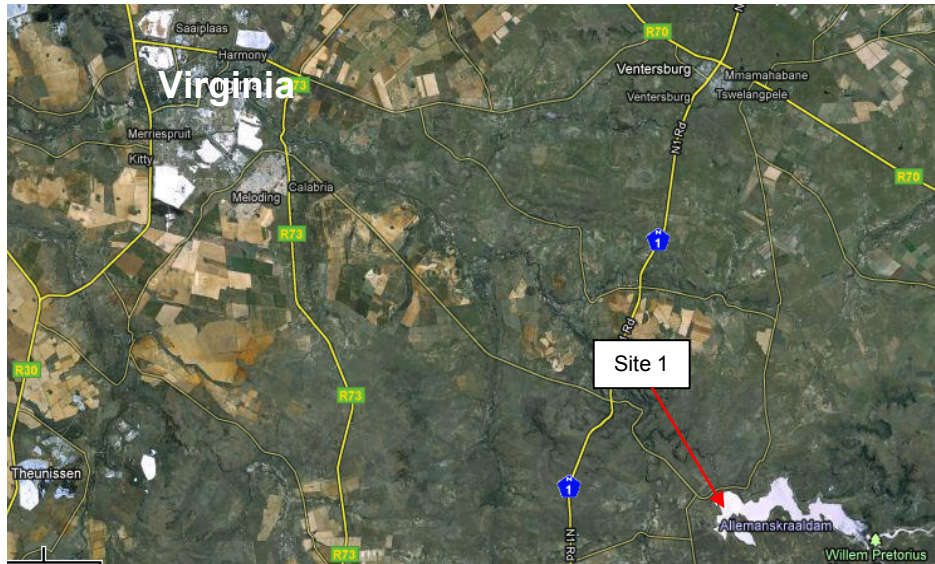 Saaiplaas
Harmony
Virginia
R73
Merriespruit
Kitty
Meloding
Calabria
R73
R30
R73
Theunissen
R73
R70
N
Ventersburg
Mmamahabane
Ventersburg
Tswelangpele
N1 Rd
R70
1
1 Rd
Site 1
1
N1 Rd
Allemanskraaldam
Willem Pretorius